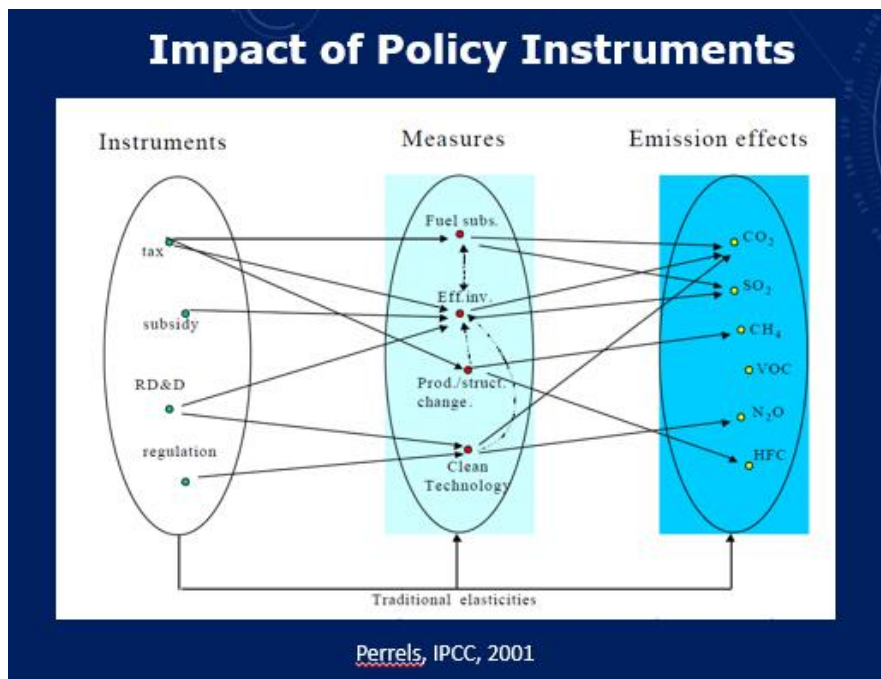 Impact of Policy Instruments
Instruments
Measures
Emission effects
tax
subsidy
RD&D
regulation
Fuel subs.
Eff.inv.
Prod./struct.
change.
Clean
Technology
CO₂
SO₂
CH₄
VOC
N₂O
HFC
Traditional elasticities
Perrels, IPCC, 2001